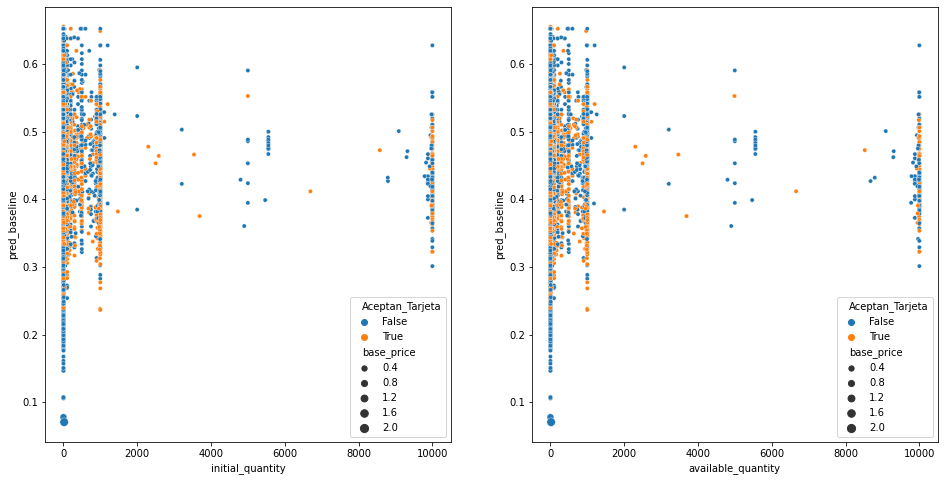 0.6
0.5
0.4
0.3
0.2
0.1
pred_baseline
0 2000 4000 6000 8000 10000
initial_quantity
Aceptan_Tarjeta
False
True
base_price
0.4
0.8
1.2
1.6
2.0
0.6
0.5
0.4
0.3
0.2
0.1
pred_baseline
0 2000 4000 6000 8000 10000
available_quantity
Aceptan_Tarjeta
False
True
base_price
0.4
0.8
1.2
1.6
2.0